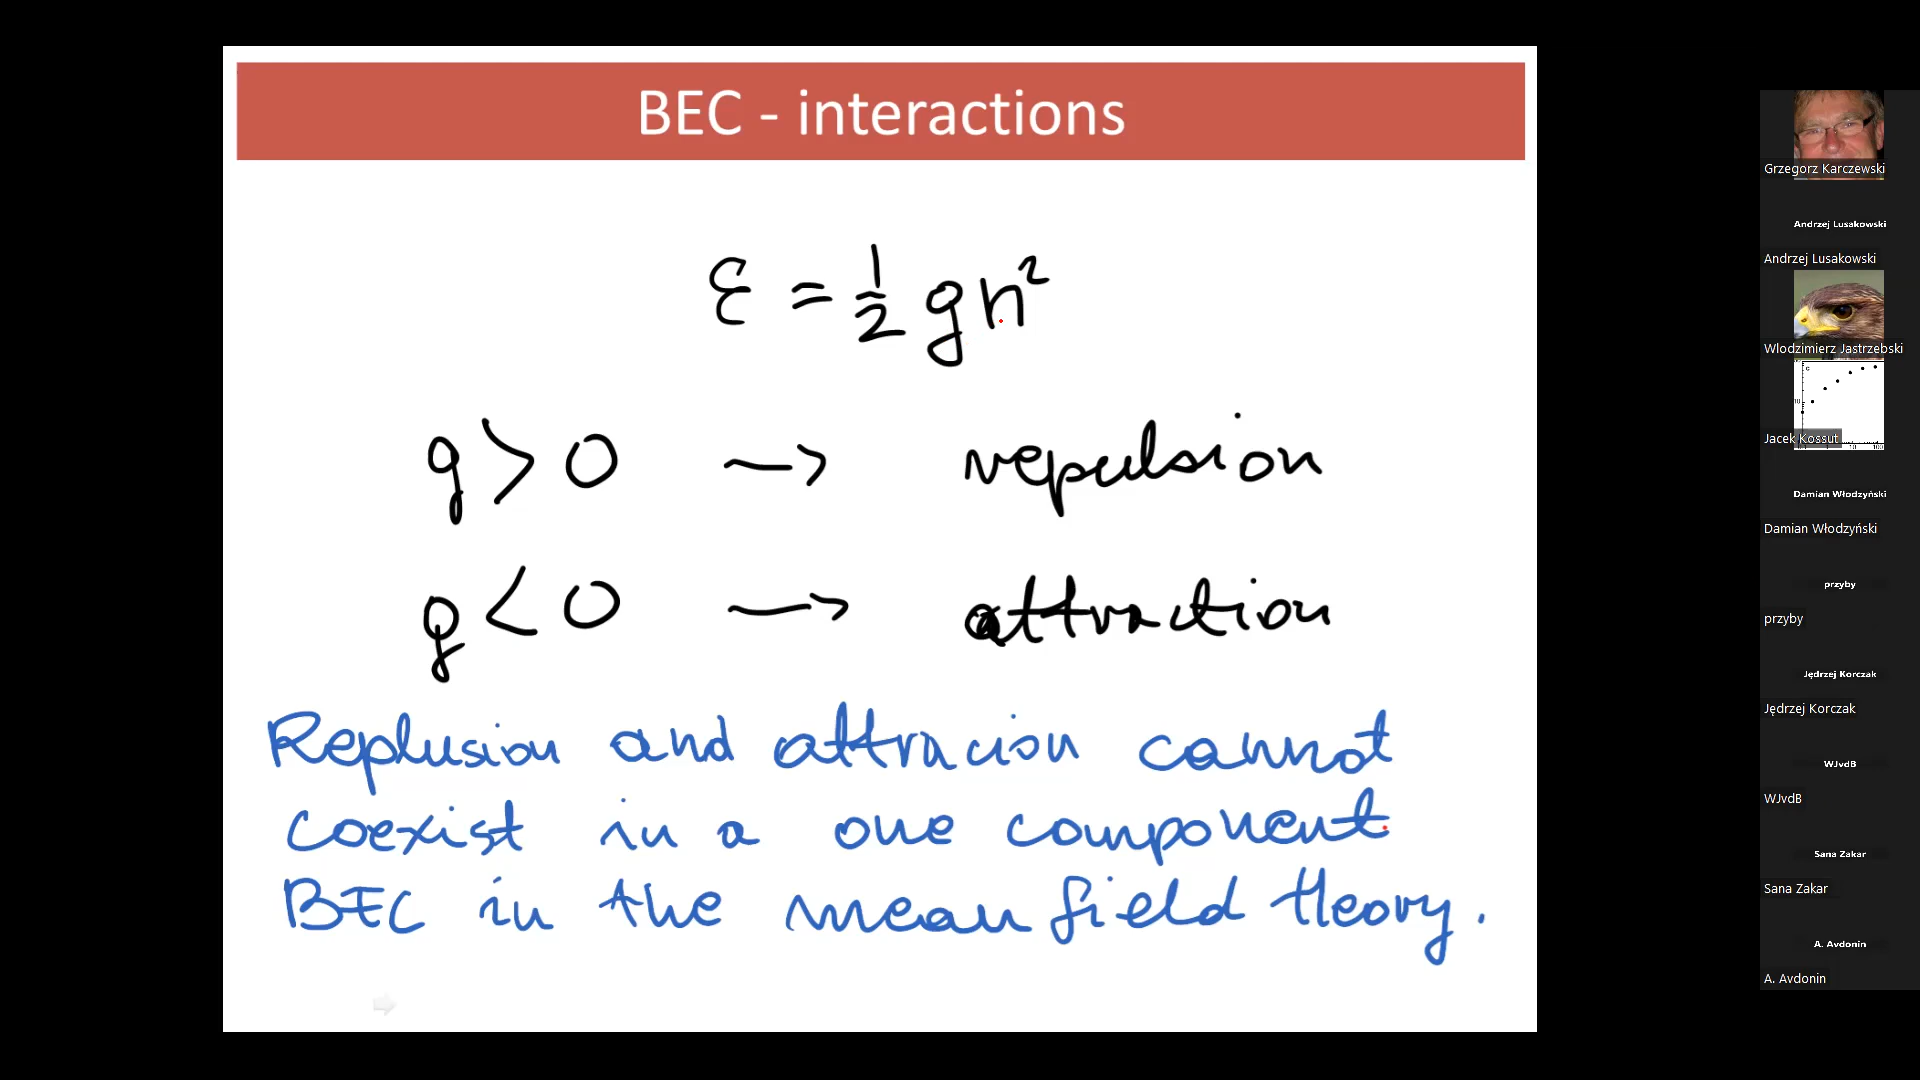 BEC - interactions
ε = 1/2 g n²
g > 0 → repulsion
g < 0 → attraction
Replusion and attracion cannot
coexist in a one component
BEC in the mean field theory.
Grzegorz Karczewski
Andrzej Lusakowski
Andrzej Lusakowski
Wlodzimierz Jastrzebski
Jacek Kossut
Damian Włodzyński
Damian Włodzyński
przyby
przyby
Jędrzej Korczak
Jędrzej Korczak
WJvdB
WJvdB
Sana Zakar
Sana Zakar
A. Avdonin
A. Avdonin